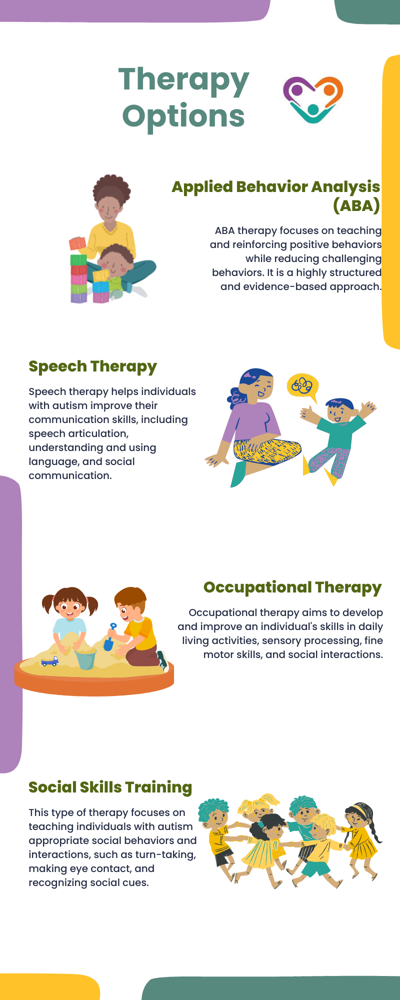 Therapy
Options
Applied Behavior Analysis
(ABA)
ABA therapy focuses on teaching
and reinforcing positive behaviors
while reducing challenging
behaviors. It is a highly structured
and evidence-based approach.
Speech Therapy
Speech therapy helps individuals
with autism improve their
communication skills, including
speech articulation,
understanding and using
language, and social
communication.
Occupational Therapy
Occupational therapy aims to develop
and improve an individual's skills in daily
living activities, sensory processing, fine
motor skills, and social interactions.
Social Skills Training
This type of therapy focuses on
teaching individuals with autism
appropriate social behaviors and
interactions, such as turn-taking,
making eye contact, and
recognizing social cues.